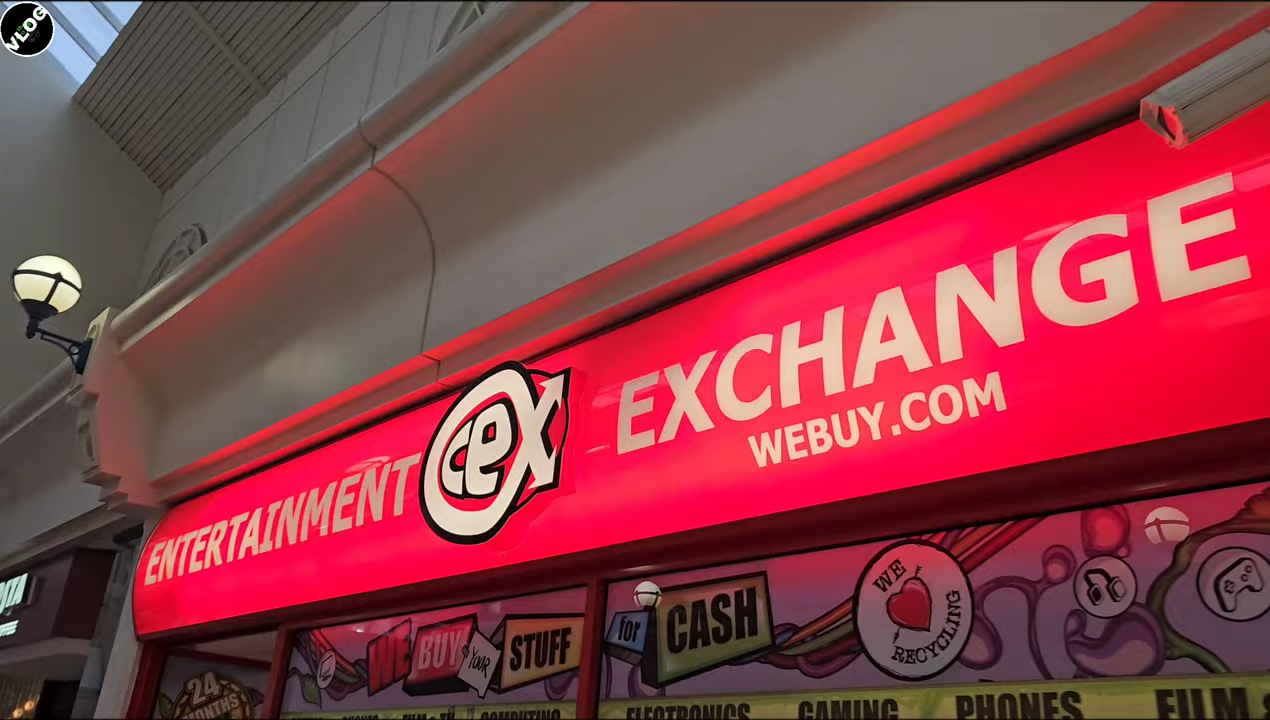 VLOG
ENTERTAINMENT cex EXCHANGE
WEBUY.COM
WE BUY YOUR STUFF for CASH
WE
RECYCLING
24
MONTHS
COMPUTING ELECTRONICS GAMING PHONES FILM &